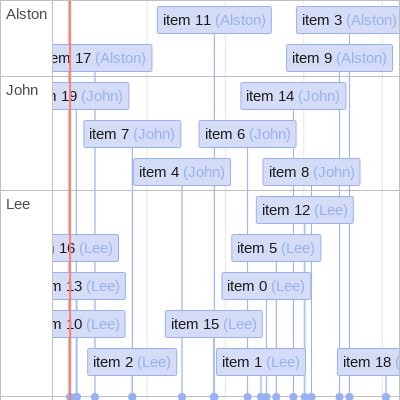 Alston
item 11 (Alston)
item 3 (Alston)
17 (Alston)
item 9 (Alston)
John
19 (John)
item 14 (John)
item 7 (John)
item 6 (John)
item 4 (John)
item 8 (John)
Lee
item 12 (Lee)
16 (Lee)
item 5 (Lee)
13 (Lee)
item 0 (Lee)
10 (Lee)
item 15 (Lee)
item 2 (Lee)
item 1 (Lee)
item 18 (